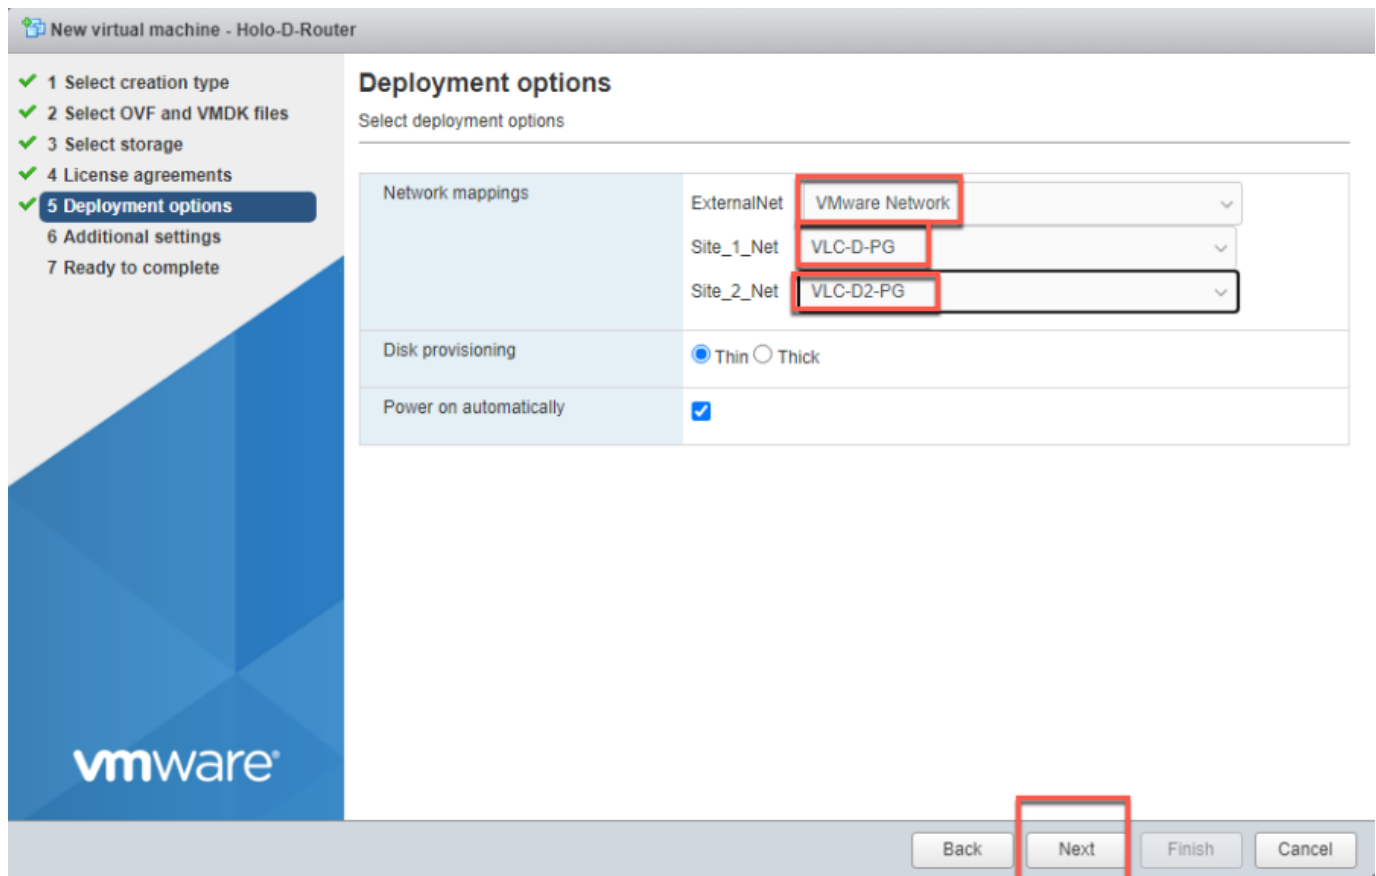 New virtual machine - Holo-D-Router
1 Select creation type
2 Select OVF and VMDK files
3 Select storage
4 License agreements
5 Deployment options
6 Additional settings
7 Ready to complete
vmware®
Deployment options
Select deployment options
Network mappings
ExternalNet VMware Network
Site_1_Net VLC-D-PG
Site_2_Net VLC-D2-PG
Disk provisioning
Thin Thick
Power on automatically
Back Next Finish Cancel